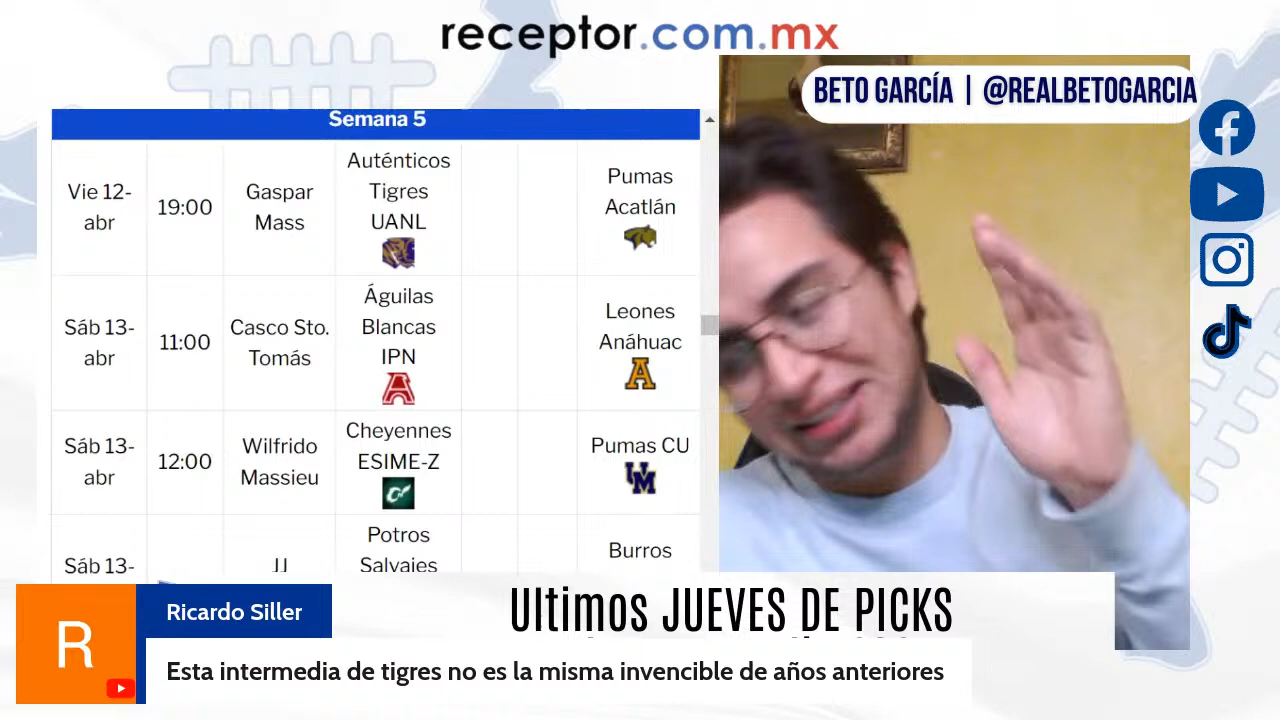 receptor.com.mx
BETO GARCÍA | @REALBETOGARCIA
Semana 5
Vie 12-
abr
19:00
Gaspar
Mass
Auténticos
Tigres
UANL
Pumas
Acatlán
Sáb 13-
abr
11:00
Casco Sto.
Tomás
Águilas
Blancas
IPN
Leones
Anáhuac
A
Sáb 13-
abr
12:00
Wilfrido
Massieu
Cheyennes
ESIME-Z
Pumas CU
UM
Sáb 13-
JJ
Potros
Salvajes
Burros
Ultimos JUEVES DE PICKS
R
Ricardo Siller
Esta intermedia de tigres no es la misma invencible de años anteriores